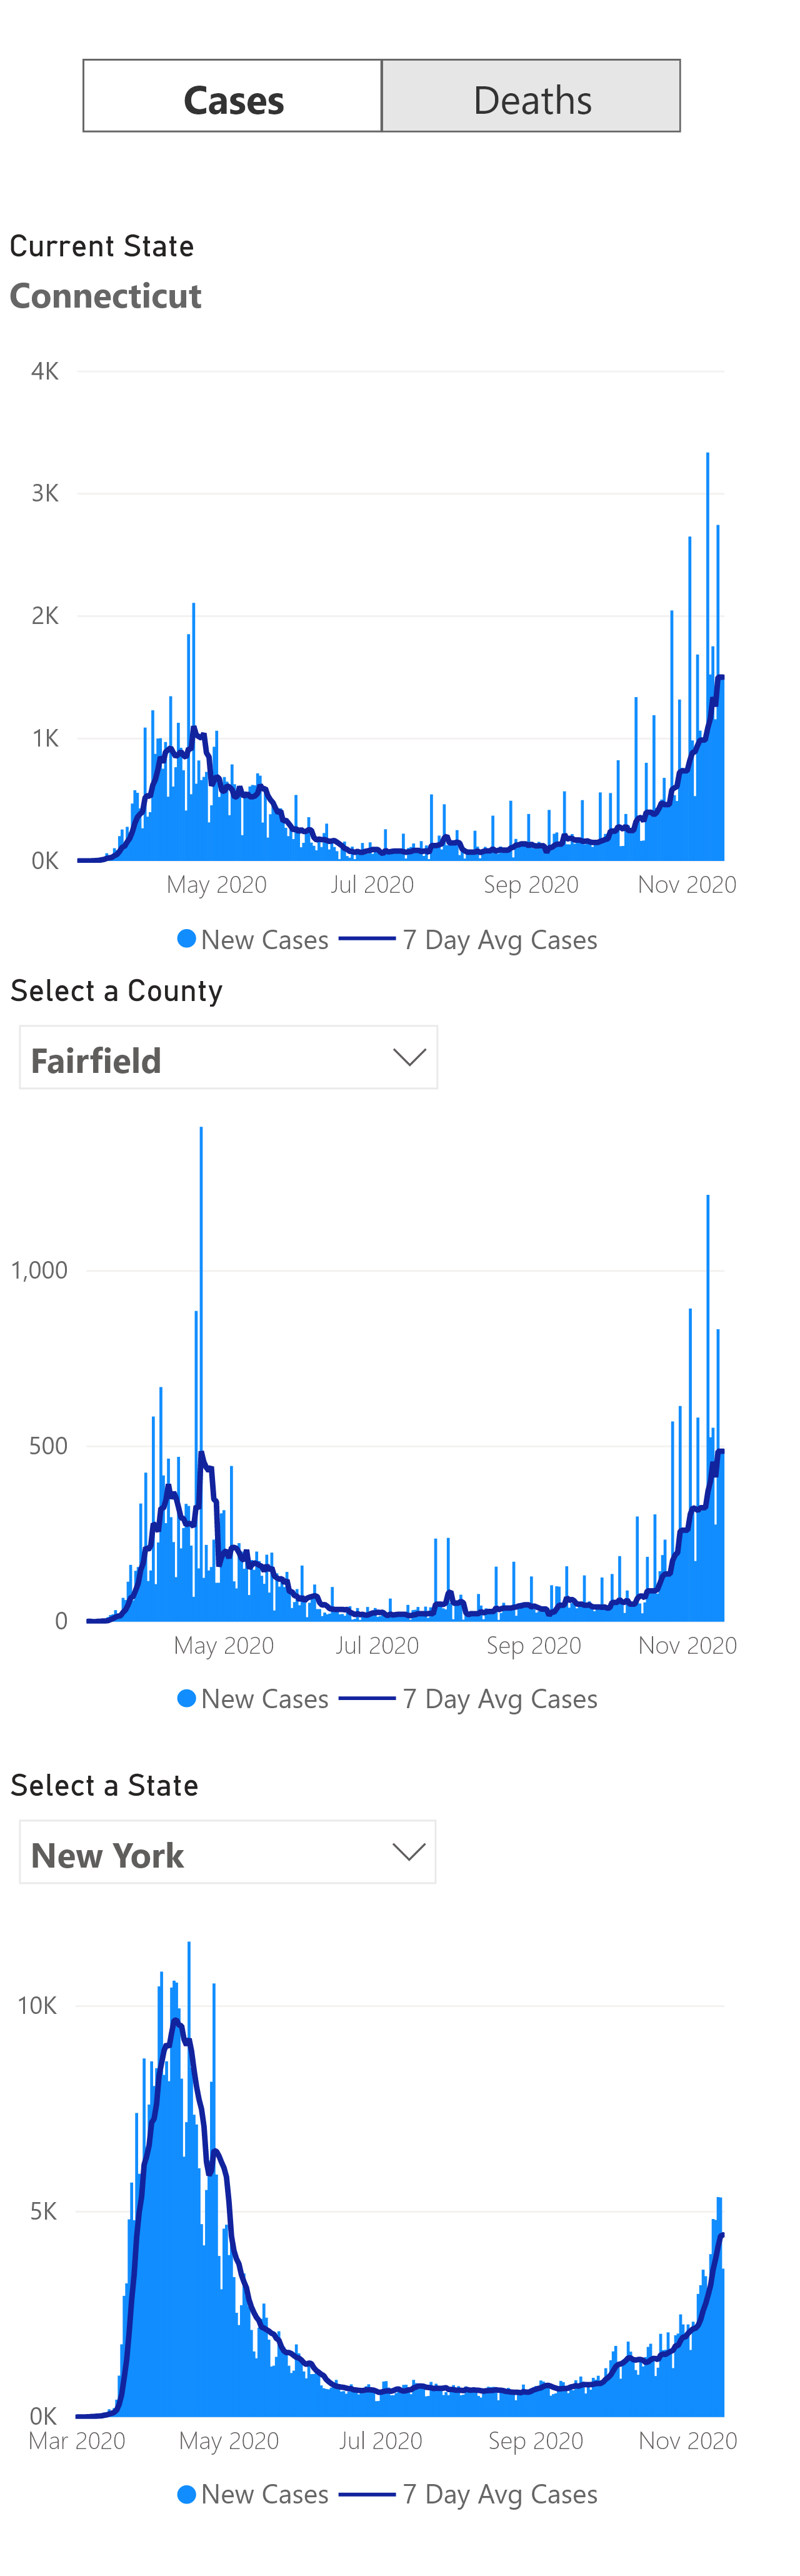 Cases Deaths
Current State
Connecticut
4K
3K
2K
1K
0K
May 2020 Jul 2020 Sep 2020 Nov 2020
New Cases 7 Day Avg Cases
Select a County
Fairfield
1,000
500
0
May 2020 Jul 2020 Sep 2020 Nov 2020
New Cases 7 Day Avg Cases
Select a State
New York
10K
5K
0K
Mar 2020 May 2020 Jul 2020 Sep 2020 Nov 2020
New Cases 7 Day Avg Cases